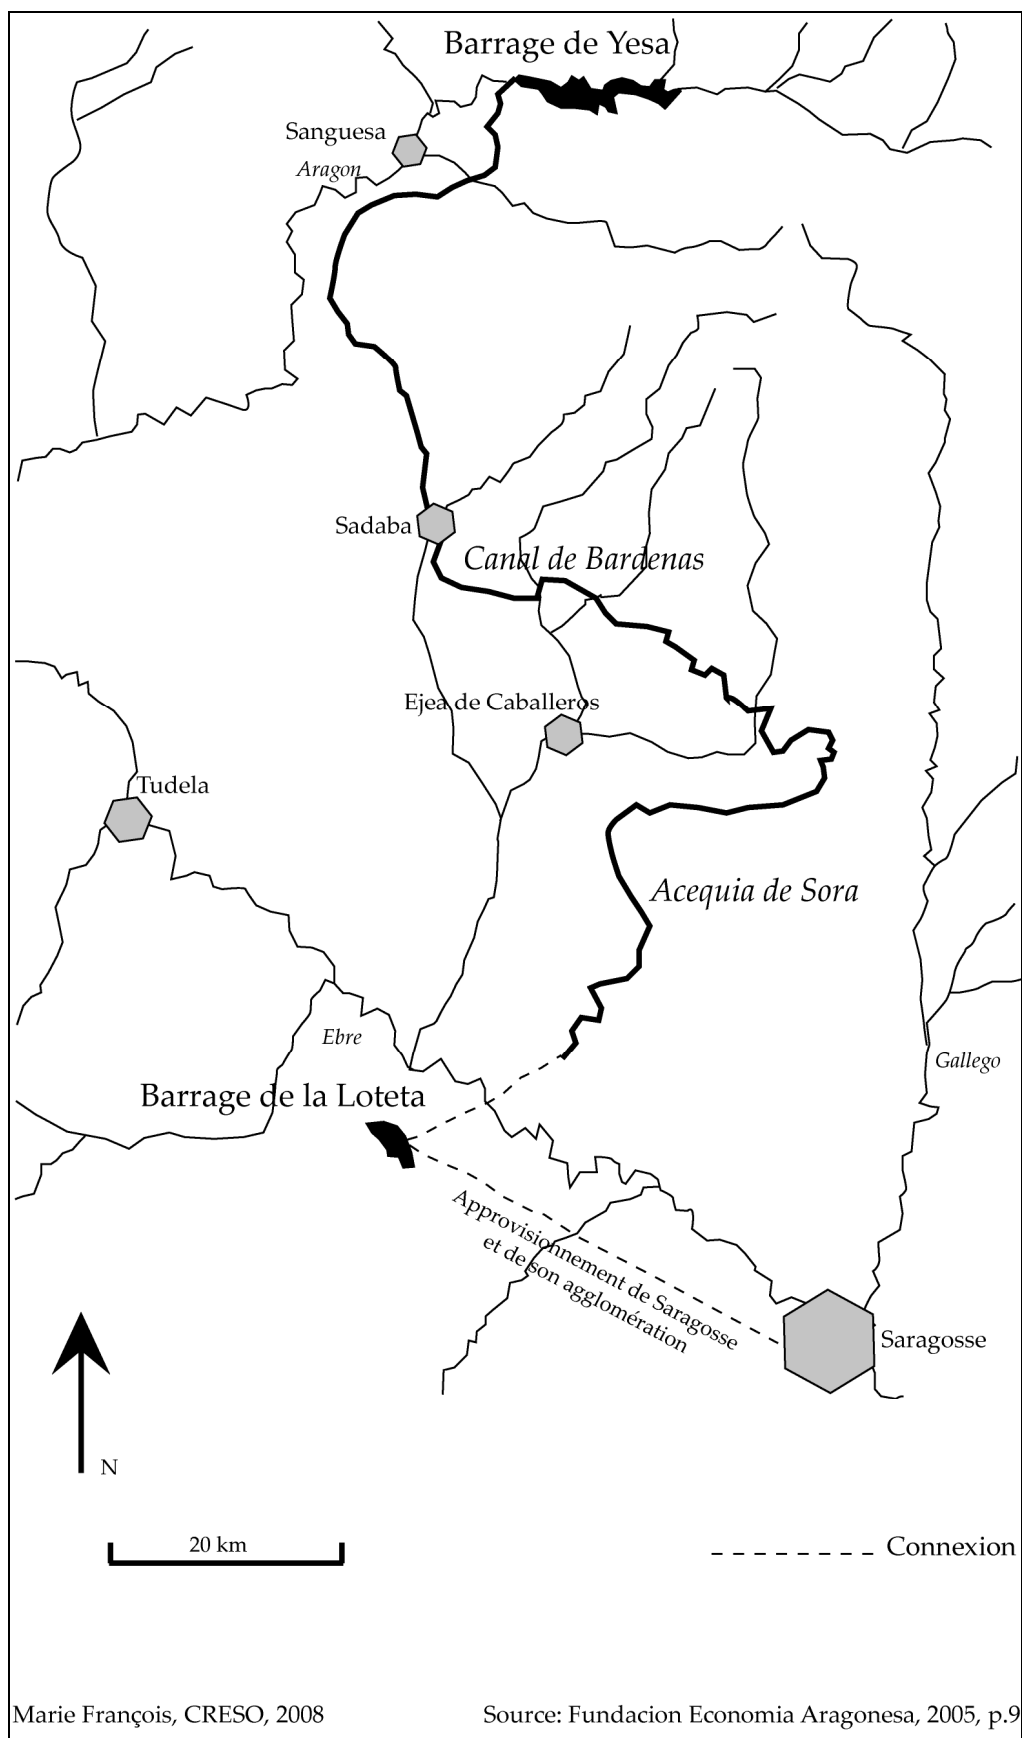 Barrage de Yesa
Sanguesa
Aragon
Sadaba
Canal de Bardenas
Ejea de Caballeros
Tudela
Acequia de Sora
Ebre
Gallego
Barrage de la Loteta
Approvisionnement de Saragosse
et de son agglomération
Saragosse
N
20 km
Connexion
Marie François, CRESO, 2008
Source: Fundacion Economia Aragonesa, 2005, p.9